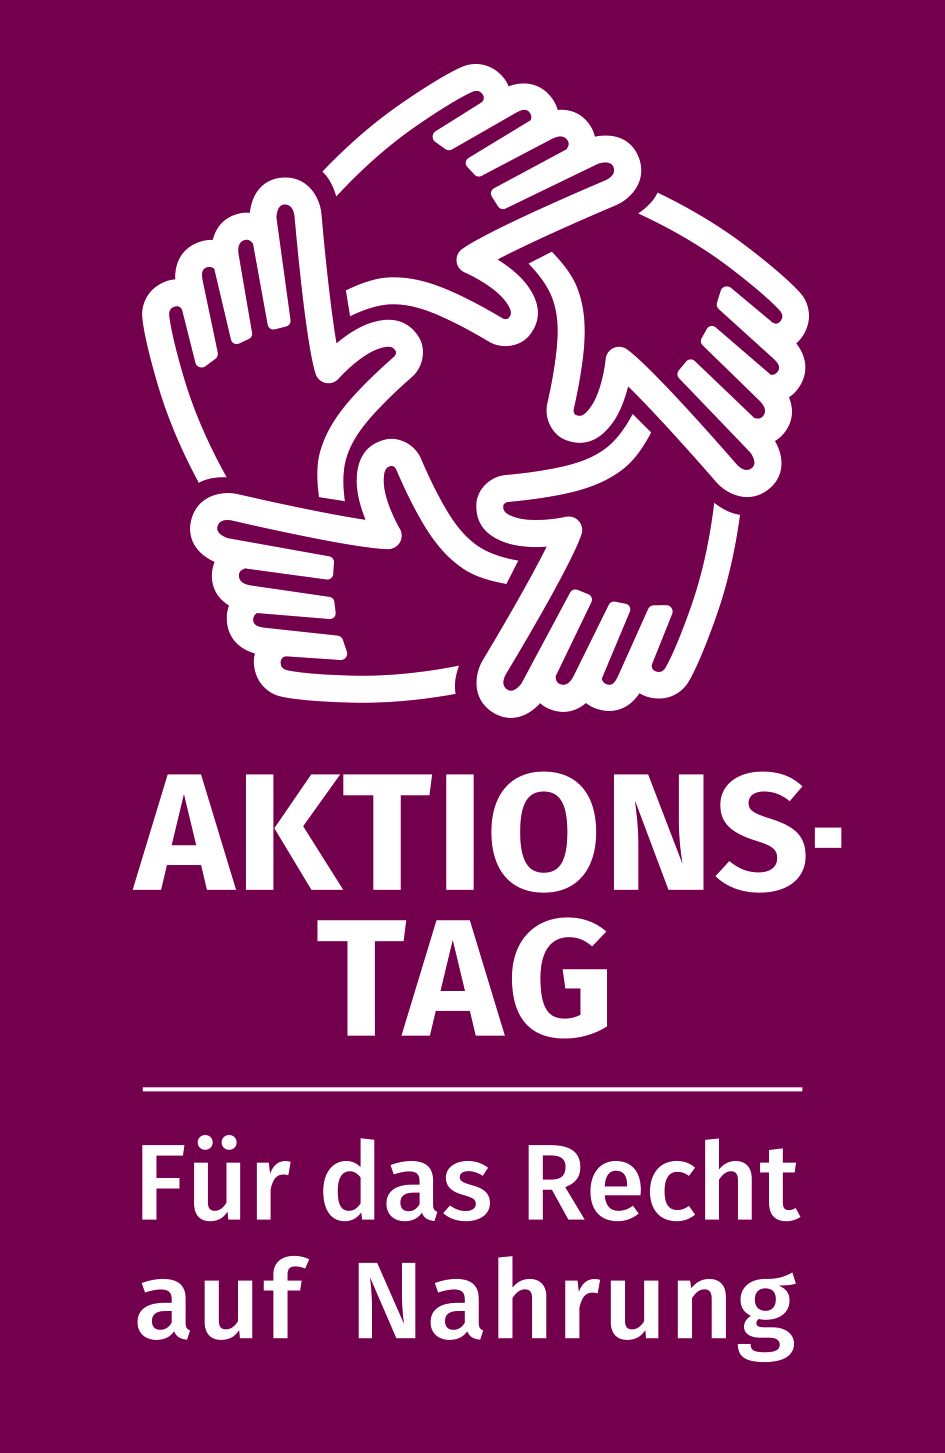 AKTIONS-
TAG
Für das Recht
auf Nahrung